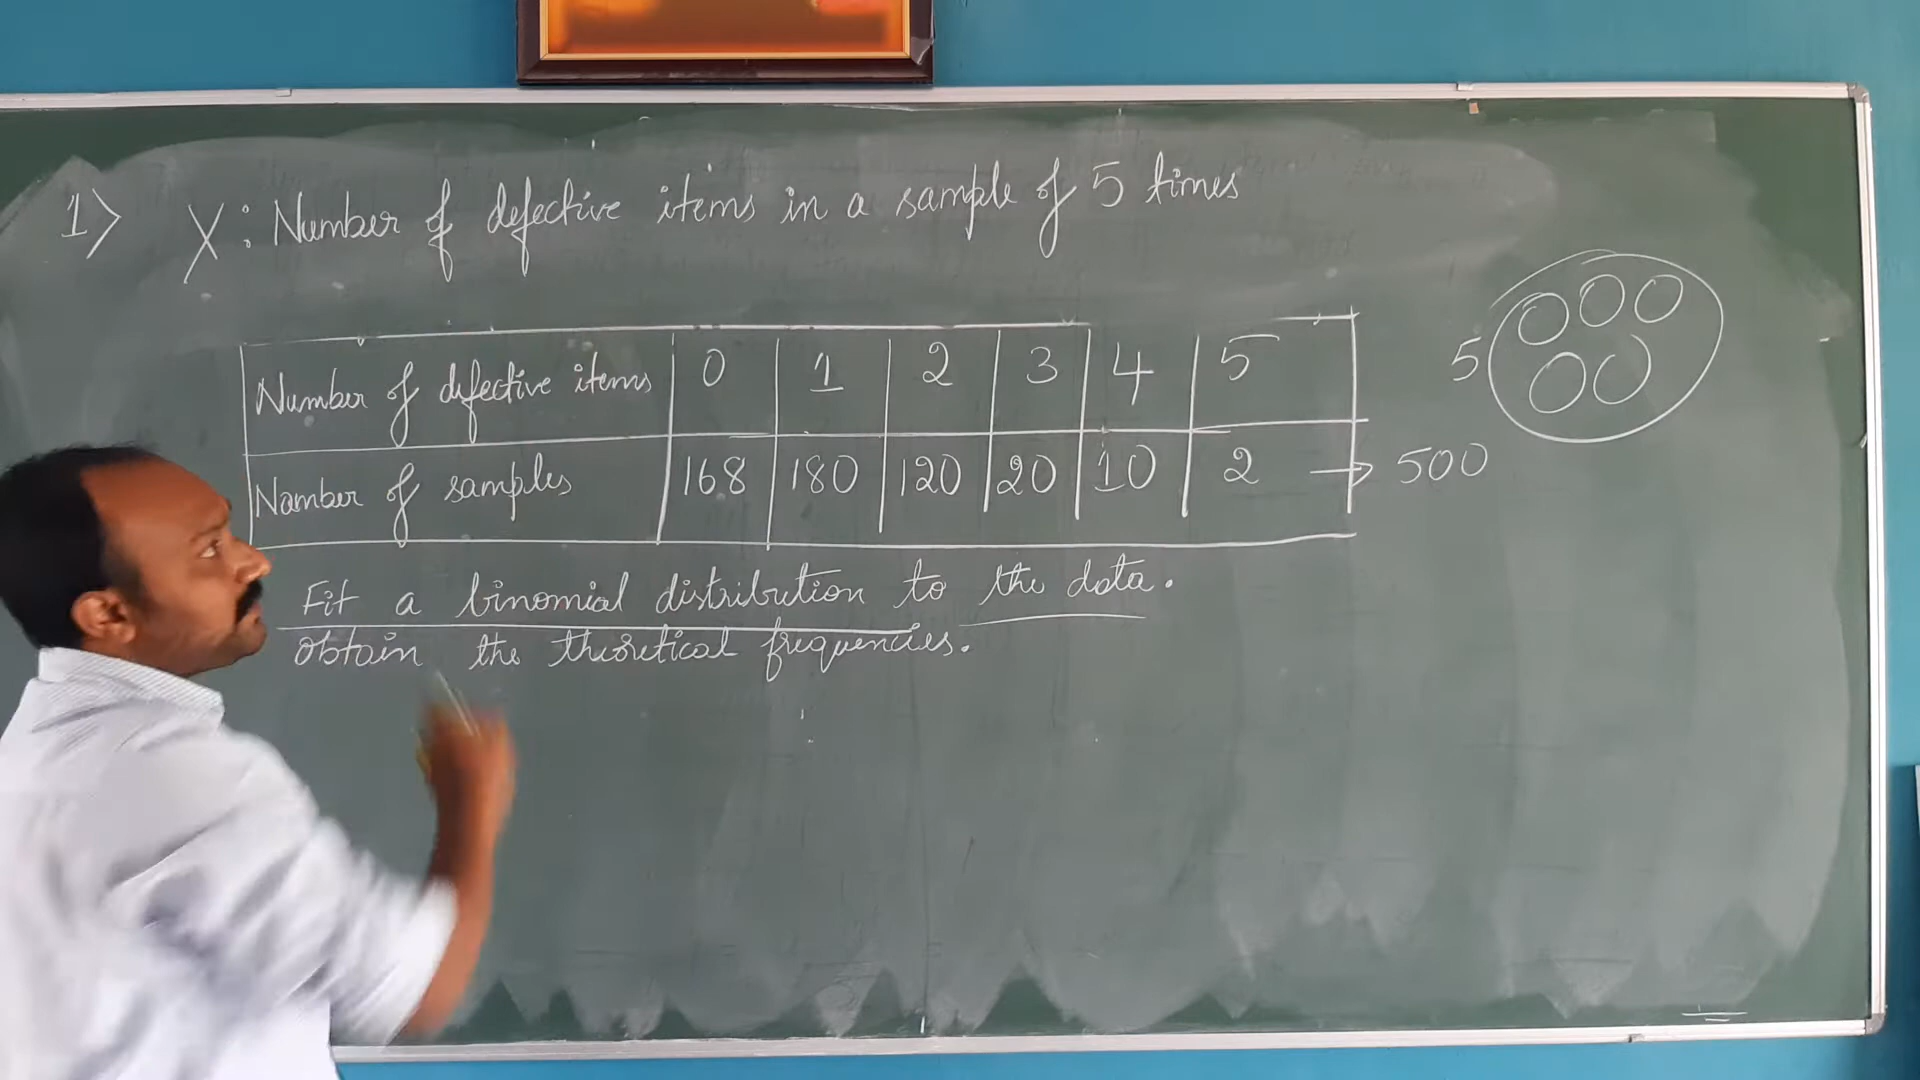 1) X: Number of defective items in a sample of 5 times
Number of defective items 0 1 2 3 4 5
5
Number of samples 168 180 120 20 10 2 → 500
Fit a binomial distribution to the data.
obtain the theoretical frequencies.